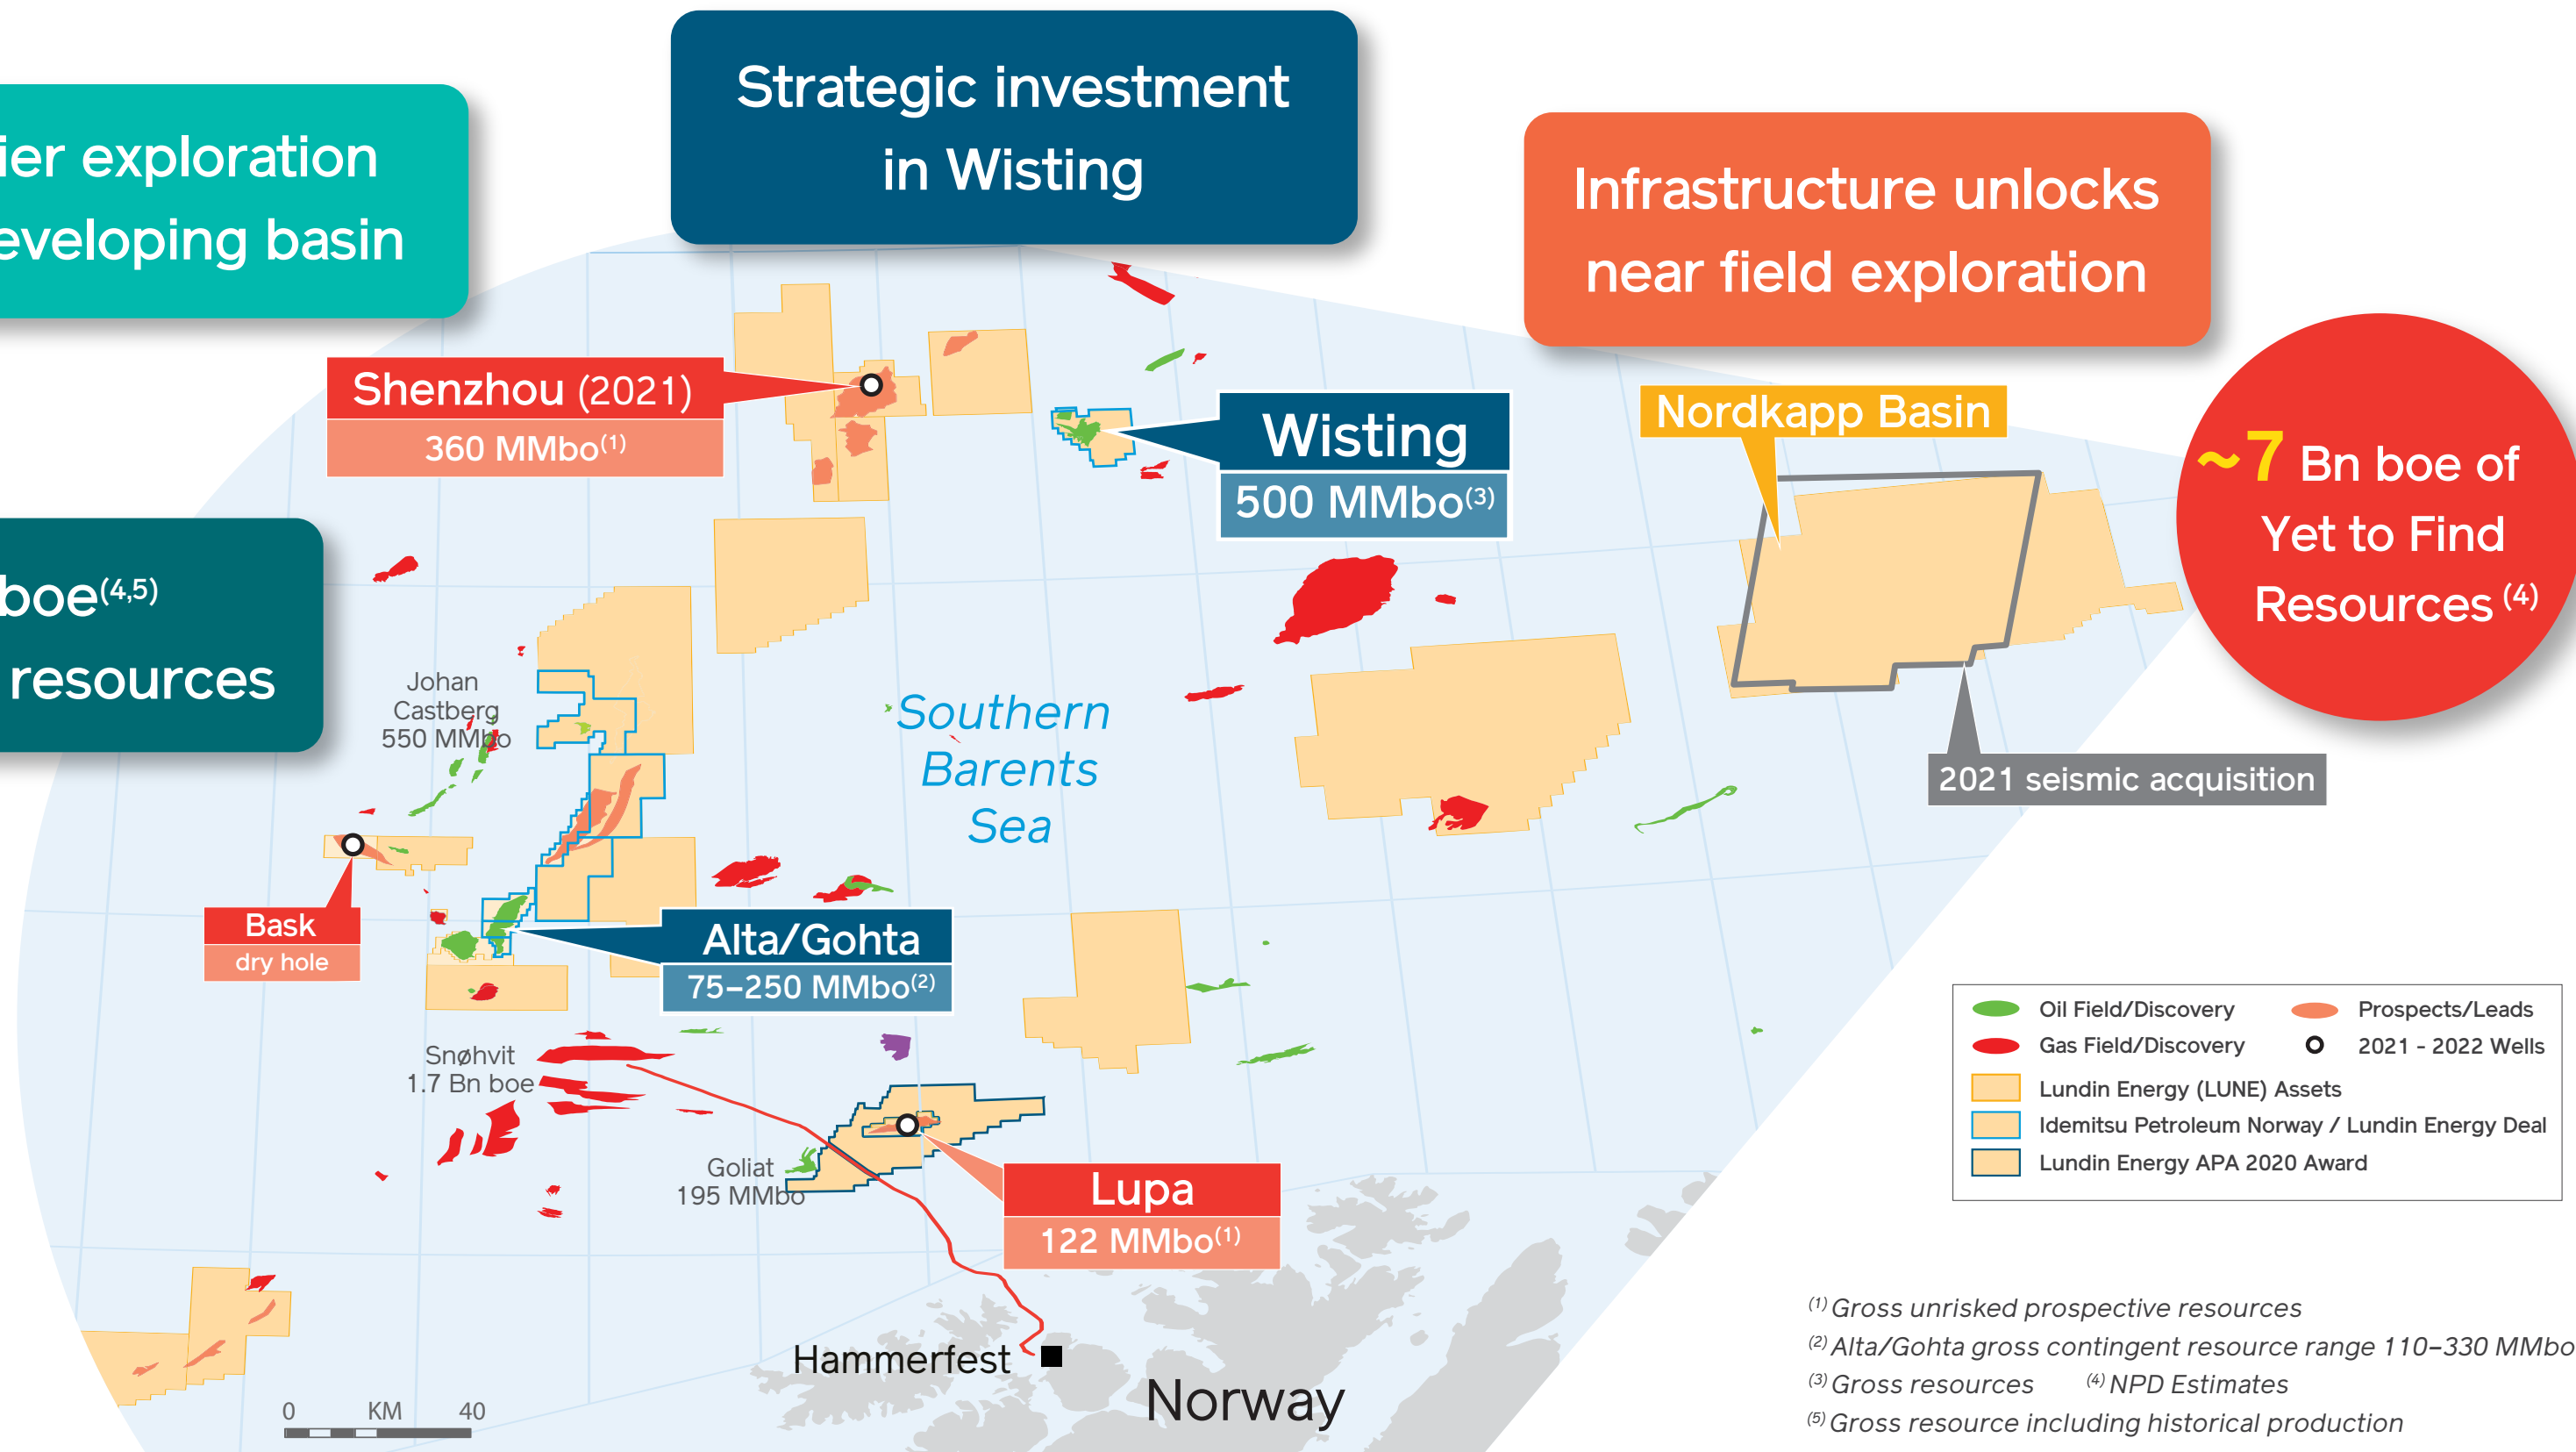 Strategic investment
in Wisting
ier exploration
eveloping basin
Infrastructure unlocks
near field exploration
Shenzhou (2021)
360 MMbo(1)
Wisting
500 MMbo(3)
Nordkapp Basin
~7 Bn boe of
Yet to Find
Resources (4)
boe(4,5)
resources
Johan
Castberg
550 MMbo
Southern
Barents
Sea
2021 seismic acquisition
Bask
dry hole
Alta/Gohta
75–250 MMbo(2)
Snøhvit
1.7 Bn boe
Goliat
195 MMbo
Lupa
122 MMbo(1)
Oil Field/Discovery
Prospects/Leads
Gas Field/Discovery
2021 - 2022 Wells
Lundin Energy (LUNE) Assets
Idemitsu Petroleum Norway / Lundin Energy Deal
Lundin Energy APA 2020 Award
Hammerfest
Norway
0 KM 40
(1) Gross unrisked prospective resources
(2) Alta/Gohta gross contingent resource range 110–330 MMbo
(3) Gross resources (4) NPD Estimates
(5) Gross resource including historical production